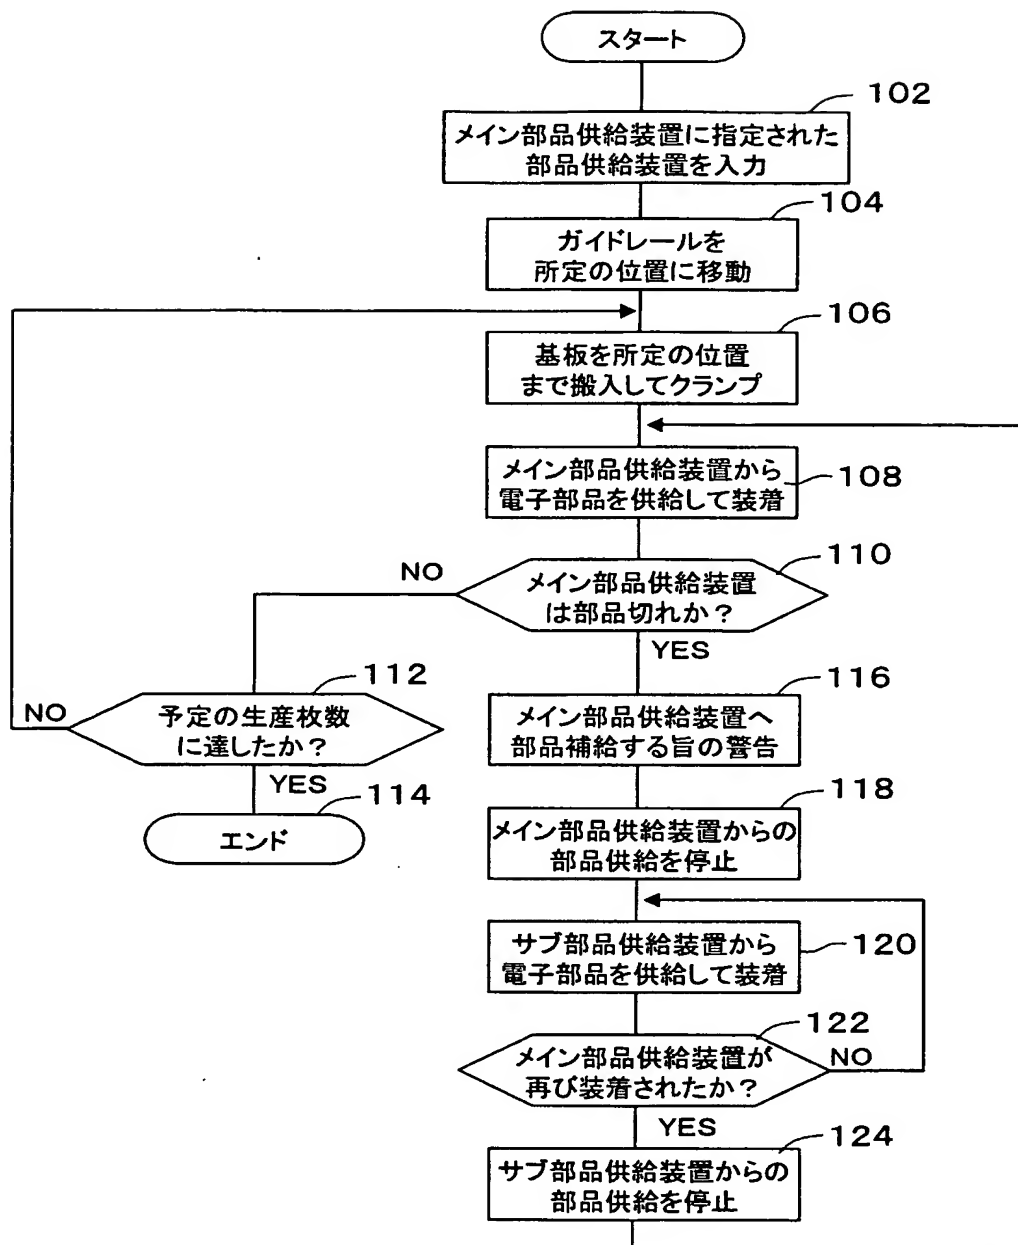 スタート
102
メイン部品供給装置に指定された
部品供給装置を入力
104
ガイドレールを
所定の位置に移動
106
基板を所定の位置
まで搬入してクランプ
メイン部品供給装置から
電子部品を供給して装着
108
110
NO
メイン部品供給装置
は部品切れか？
YES
112
NO
予定の生産枚数
に達したか？
YES
114
エンド
116
メイン部品供給装置へ
部品補給する旨の警告
118
メイン部品供給装置からの
部品供給を停止
サブ部品供給装置から
電子部品を供給して装着
120
122
メイン部品供給装置が
再び装着されたか？
NO
YES
124
サブ部品供給装置からの
部品供給を停止